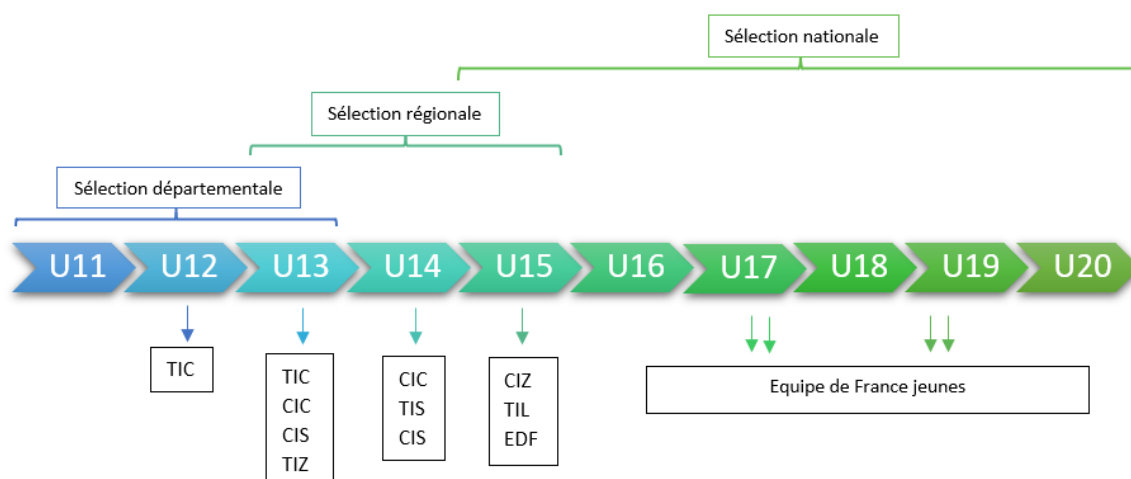 Sélection nationale
Sélection régionale
Sélection départementale
U11 U12 U13 U14 U15 U16 U17 U18 U19 U20
TIC
TIC
CIC
CIS
TIZ
CIC
TIS
CIS
CIZ
TIL
EDF
Equipe de France jeunes